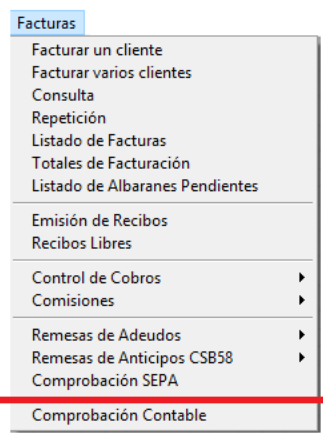 Facturas
Facturar un cliente
Facturar varios clientes
Consulta
Repetición
Listado de Facturas
Totales de Facturación
Listado de Albaranes Pendientes
Emisión de Recibos
Recibos Libres
Control de Cobros
Comisiones
Remesas de Adeudos
Remesas de Anticipos CSB58
Comprobación SEPA
Comprobación Contable